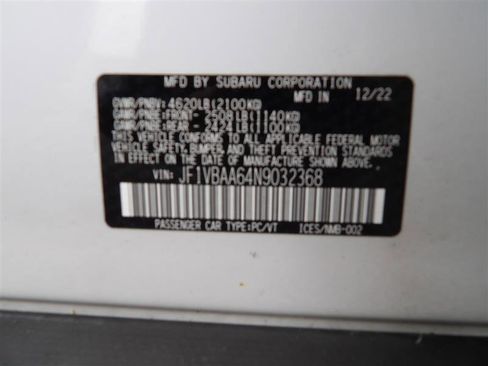 MFD BY SUBARU CORPORATION
MFD IN 12/22
GVWR/PNBV: 4620LB(2100KG)
GAWR/PNBE:FRONT- 2508LB(1140KG)
GAWR/PNBE:REAR - 2424LB(1100KG)
THIS VEHICLE CONFORMS TO ALL APPLICABLE FEDERAL MOTOR
VEHICLE SAFETY, BUMPER, AND THEFT PREVENTION STANDARDS
IN EFFECT ON THE DATE OF MANUFACTURE SHOWN ABOVE.
VIN: JF1VBAA64N9032368
PASSENGER CAR TYPE:PC/VT ICES/NMB-002